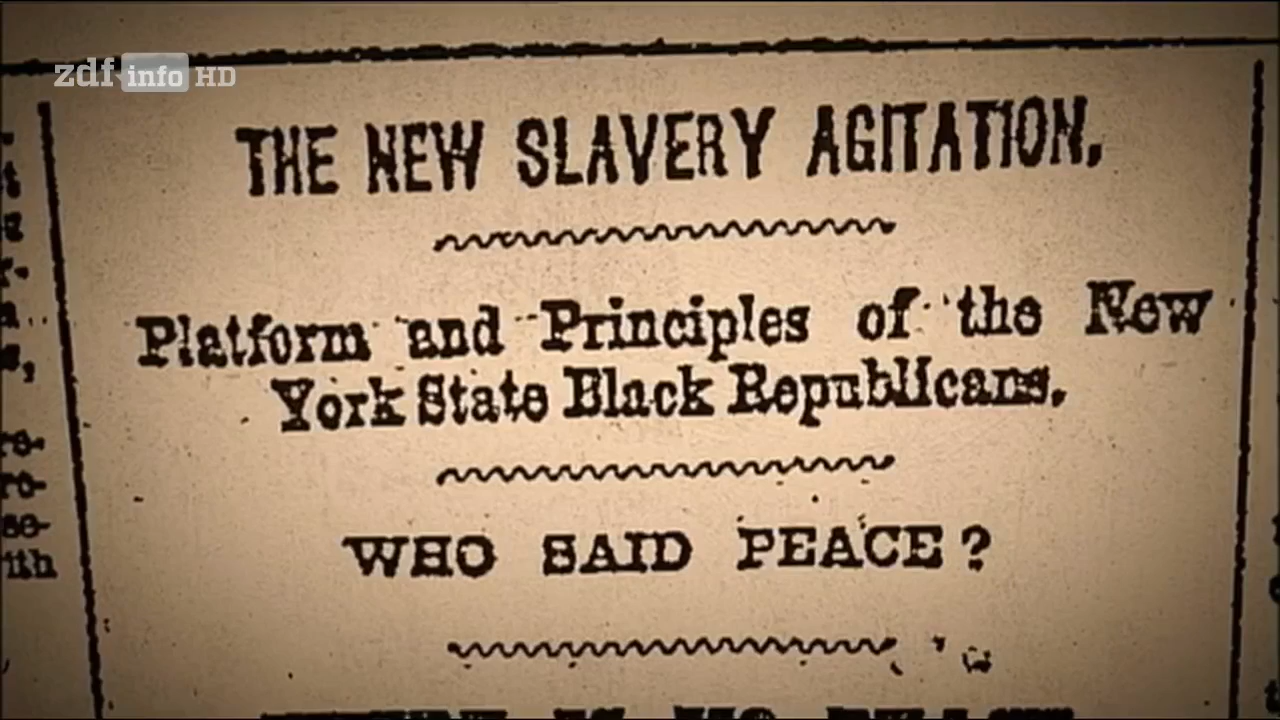 zdf info HD
THE NEW SLAVERY AGITATION.
Platform and Principles of the New
York State Black Republicans.
WHO SAID PEACE?